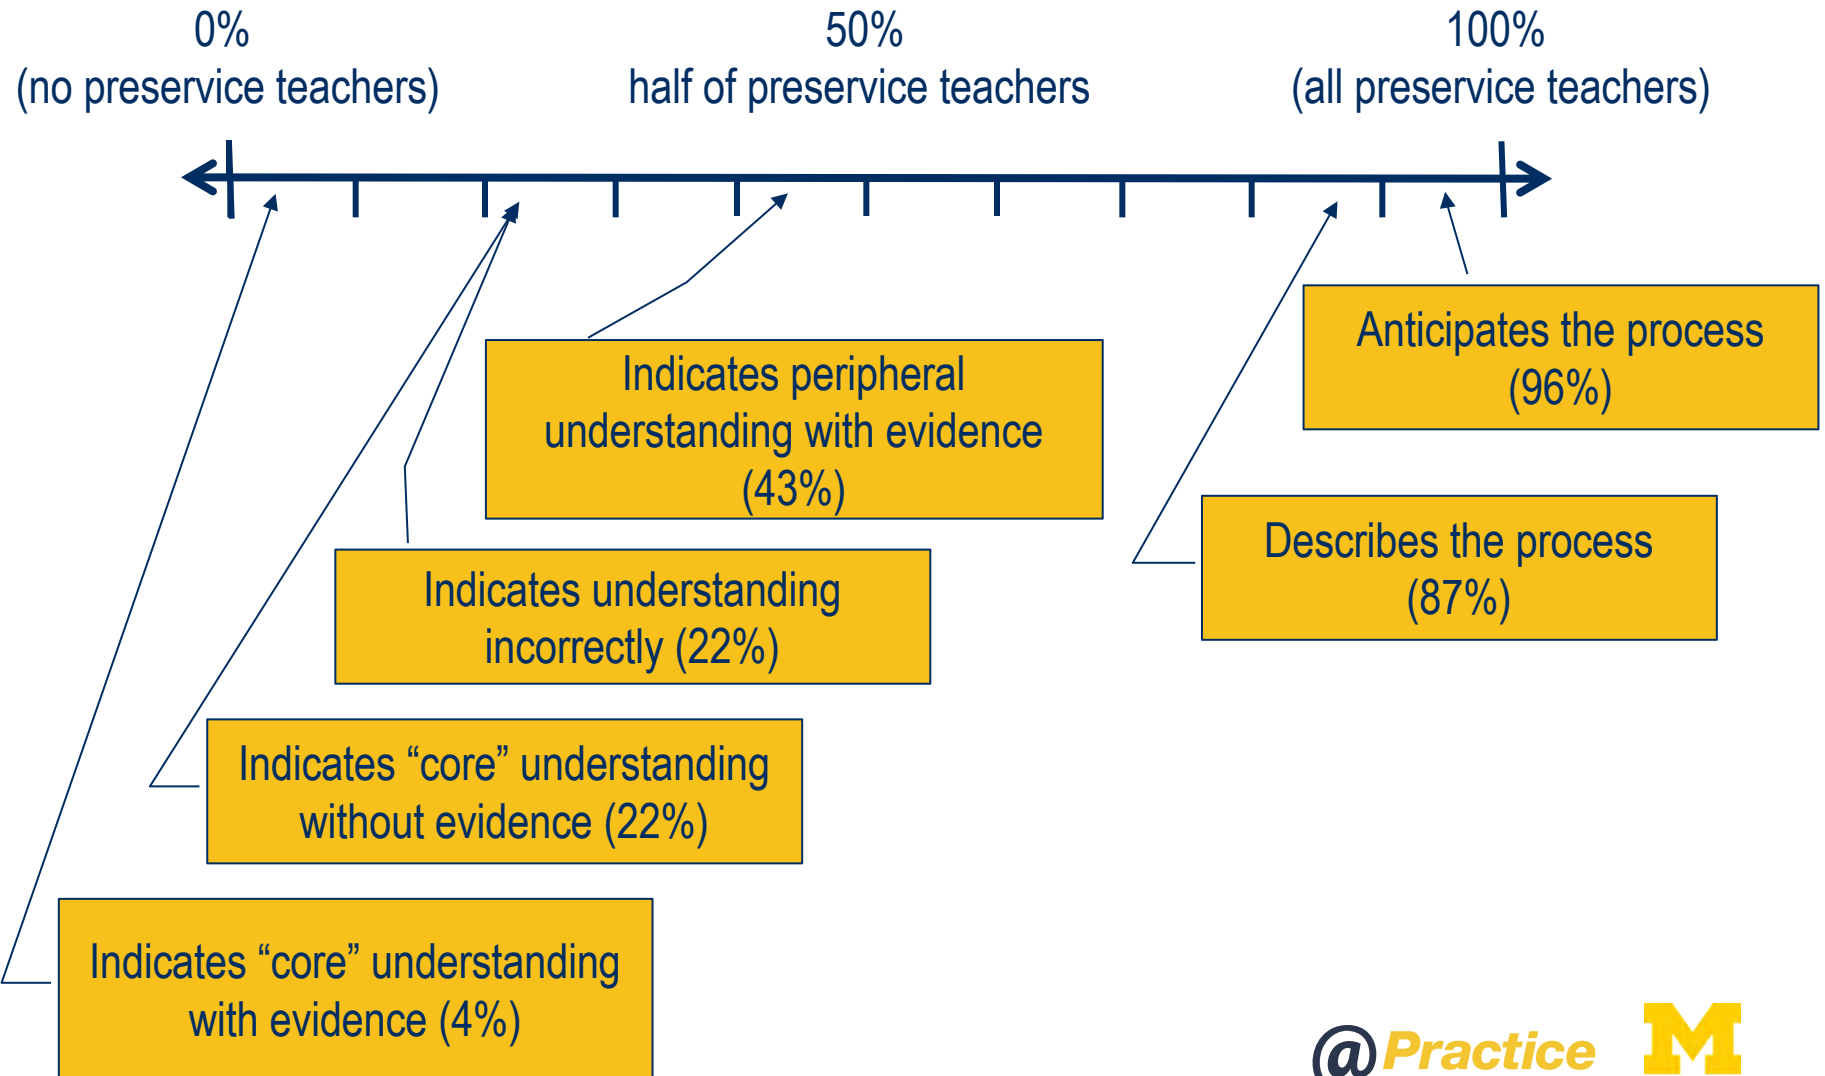 0%
(no preservice teachers)
50%
half of preservice teachers
100%
(all preservice teachers)
Anticipates the process
(96%)
Indicates peripheral
understanding with evidence
(43%)
Describes the process
(87%)
Indicates understanding
incorrectly (22%)
Indicates “core” understanding
without evidence (22%)
Indicates “core” understanding
with evidence (4%)
@Practice M